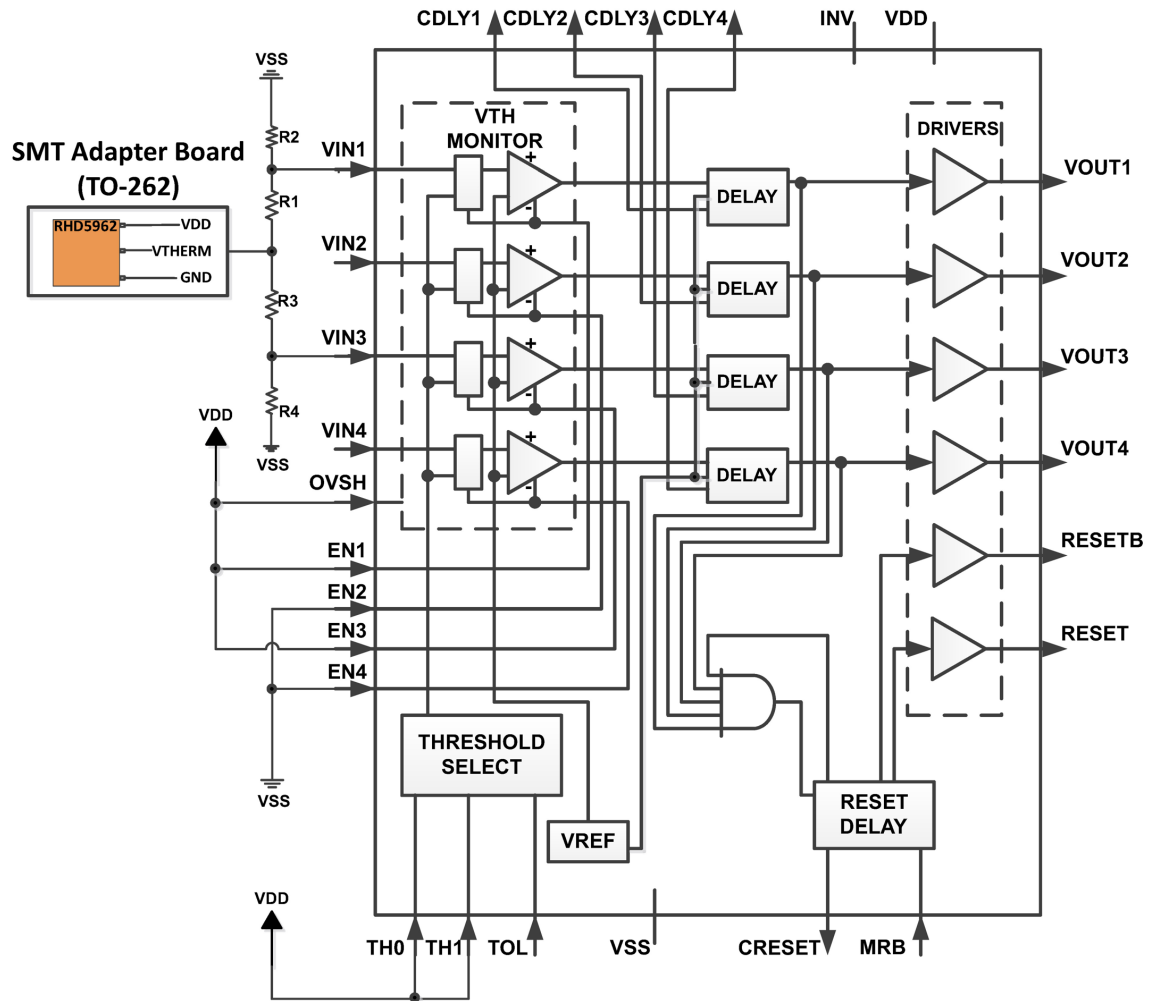 CDLY1 CDLY2 CDLY3 CDLY4 INV VDD
VSS
R2
SMT Adapter Board
(TO-262)
RHD5962
VDD
VTHERM
GND
R1
R3
R4
VSS
VDD
VIN1
VIN2
VIN3
VIN4
OVSH
EN1
EN2
EN3
EN4
VSS
VTH
MONITOR
+
-
+
-
+
-
+
-
DELAY
DELAY
DELAY
DELAY
DRIVERS
VOUT1
VOUT2
VOUT3
VOUT4
RESETB
RESET
THRESHOLD
SELECT
VREF
RESET
DELAY
VDD
TH0 TH1 TOL VSS CRESET MRB